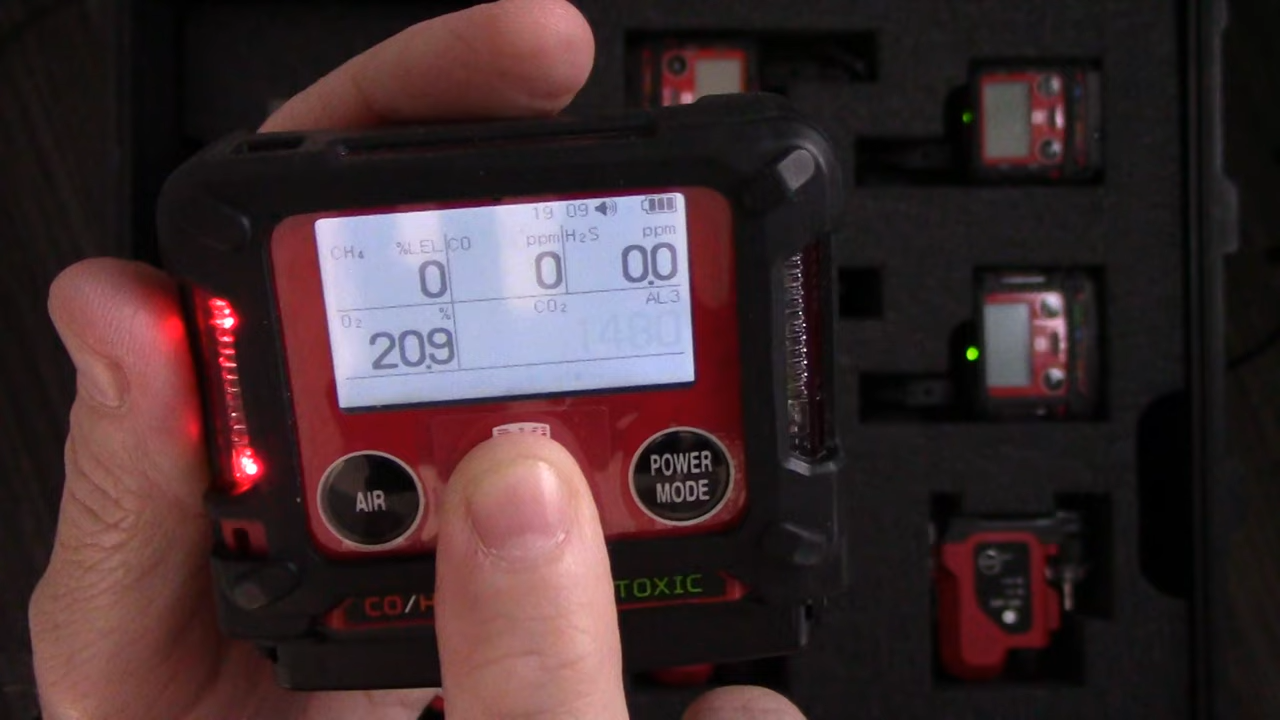 19 09
CH₄ %LEL CO ppm H₂S ppm
0 0 0.0
O₂ % CO₂ AL3
20.9 1480
AIR
POWER
MODE
CO/H TOXIC